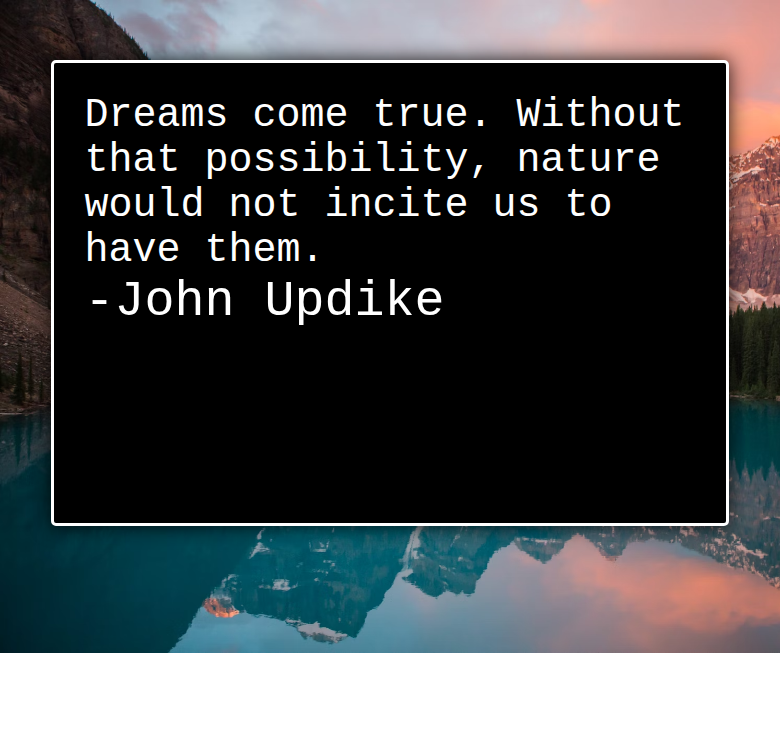 Dreams come true. Without
that possibility, nature
would not incite us to
have them.
-John Updike